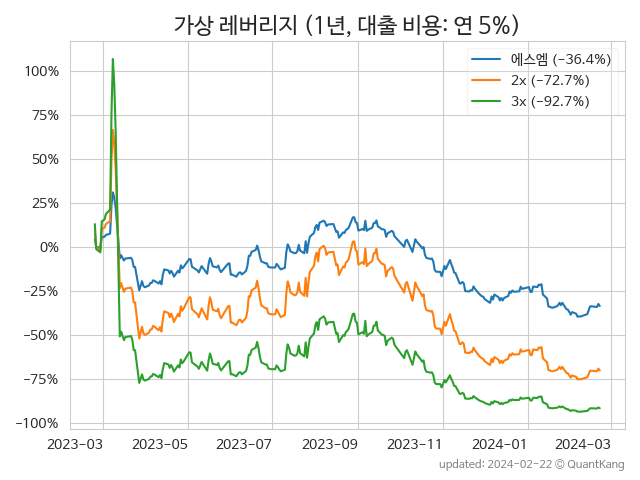 가상 레버리지 (1년, 대출 비용: 연 5%)
에스엠 (-36.4%)
2x (-72.7%)
3x (-92.7%)
100%
75%
50%
25%
0%
-25%
-50%
-75%
-100%
2023-03 2023-05 2023-07 2023-09 2023-11 2024-01 2024-03
updated: 2024-02-22 © QuantKang